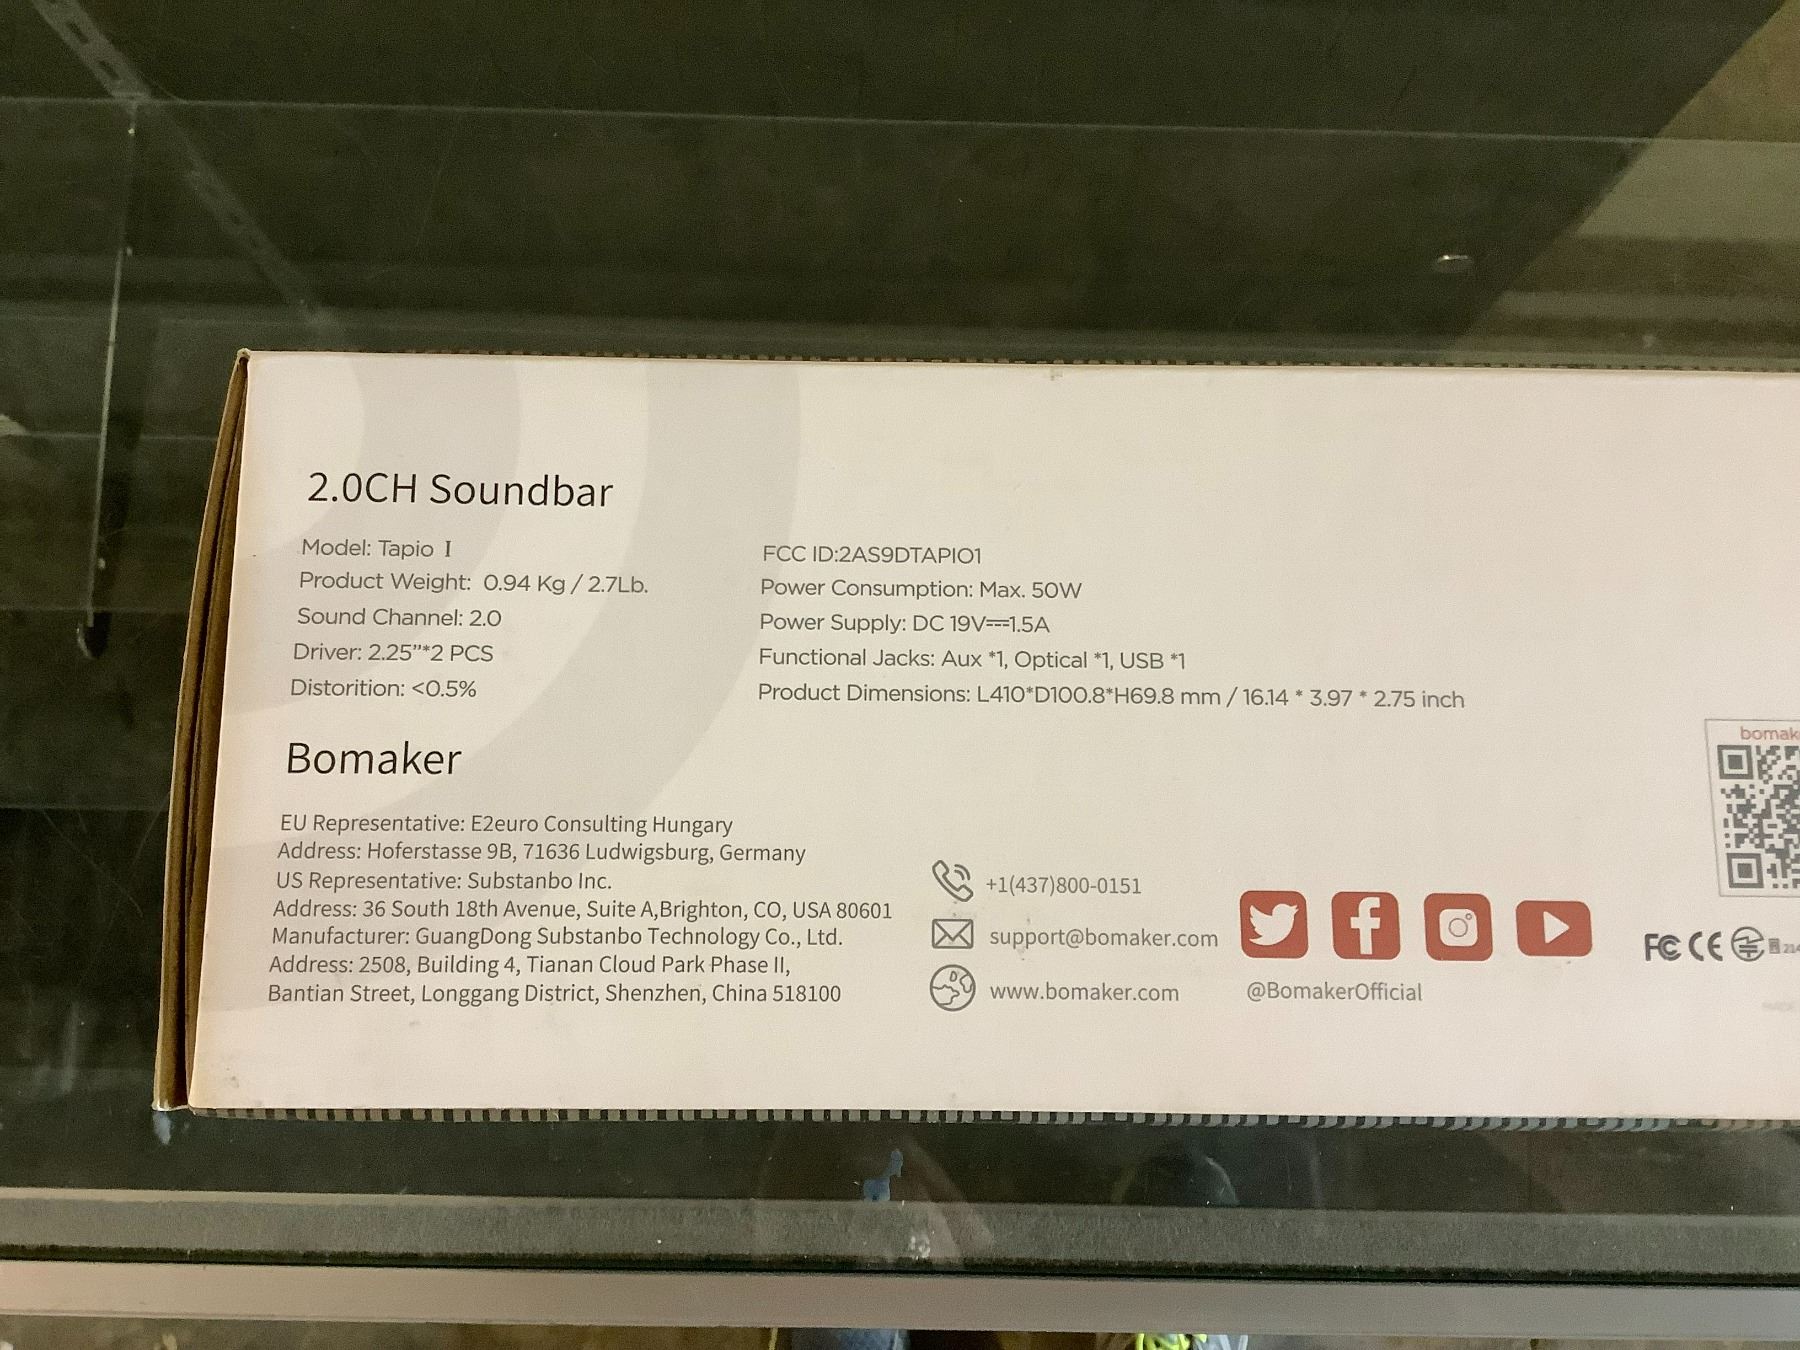 2.0CH Soundbar
Model: Tapio I
Product Weight: 0.94 Kg / 2.7Lb.
Sound Channel: 2.0
Driver: 2.25”*2 PCS
Distorition: <0.5%
FCC ID:2AS9DTAPIO1
Power Consumption: Max. 50W
Power Supply: DC 19V⎓1.5A
Functional Jacks: Aux *1, Optical *1, USB *1
Product Dimensions: L410*D100.8*H69.8 mm / 16.14 * 3.97 * 2.75 inch
Bomaker
EU Representative: E2euro Consulting Hungary
Address: Hoferstasse 9B, 71636 Ludwigsburg, Germany
US Representative: Substanbo Inc.
Address: 36 South 18th Avenue, Suite A,Brighton, CO, USA 80601
Manufacturer: GuangDong Substanbo Technology Co., Ltd.
Address: 2508, Building 4, Tianan Cloud Park Phase II,
Bantian Street, Longgang District, Shenzhen, China 518100
+1(437)800-0151
support@bomaker.com
www.bomaker.com
@BomakerOfficial
bomak
FC CE